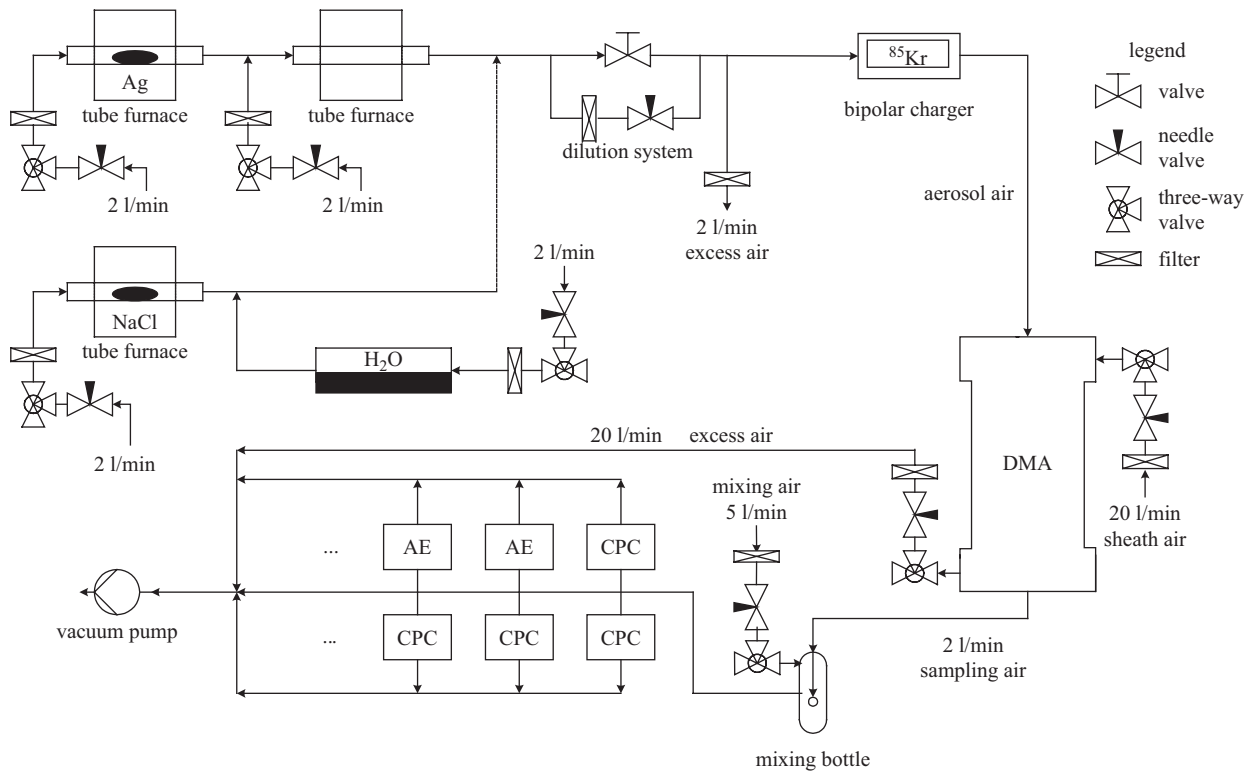 Ag
tube furnace
2 l/min
tube furnace
2 l/min
dilution system
2 l/min
excess air
⁸⁵Kr
bipolar charger
aerosol air
legend
valve
needle
valve
three-way
valve
filter
NaCl
tube furnace
2 l/min
H₂O
2 l/min
DMA
20 l/min
sheath air
20 l/min excess air
mixing air
5 l/min
...
AE
AE
CPC
vacuum pump
...
CPC
CPC
CPC
2 l/min
sampling air
mixing bottle